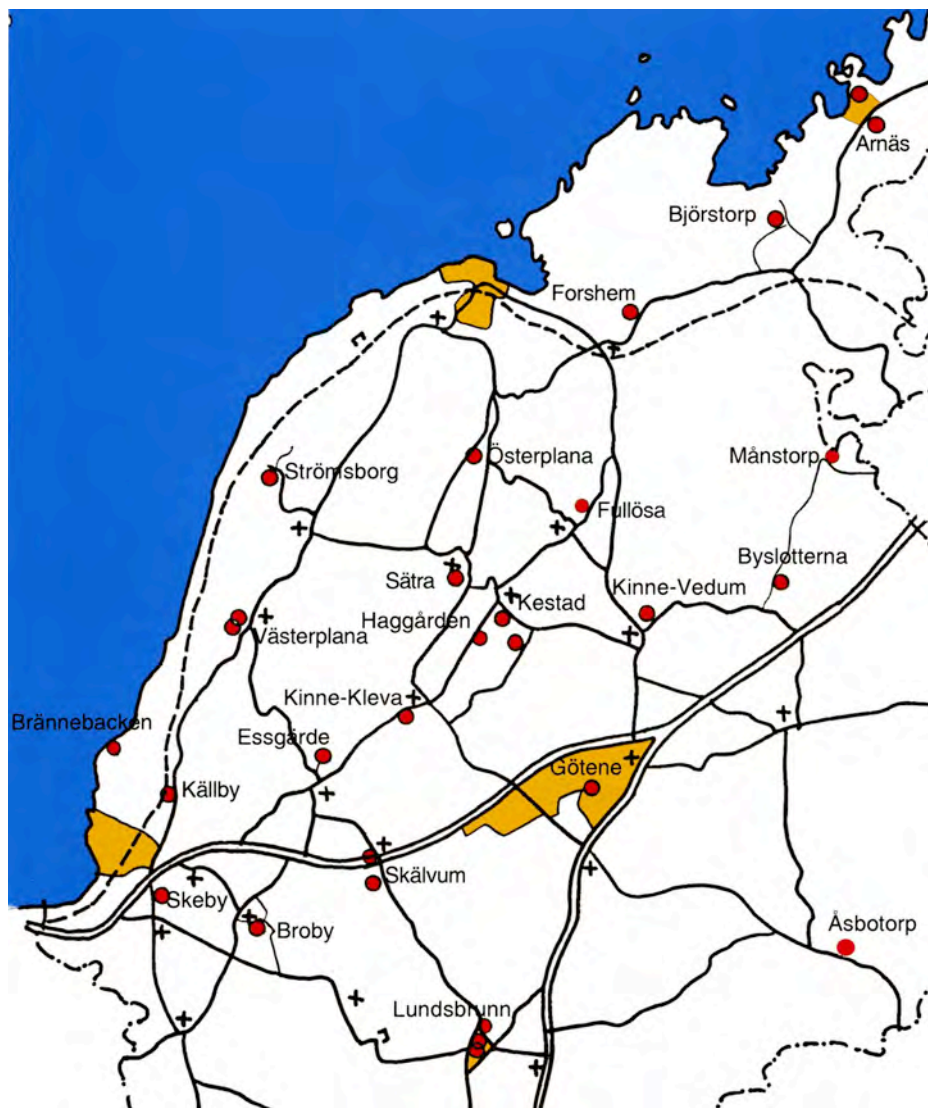 Arnäs
Björstorp
Forshem
Österplana
Månstorp
Strömsborg
Fullösa
Byslotterna
Sätra
Kinne-Vedum
Kestad
Haggården
Västerplana
Kinne-Kleva
Brännebacken
Essgärde
Götene
Källby
Skälvum
Skeby
Åsbotorp
Broby
Lundsbrunn